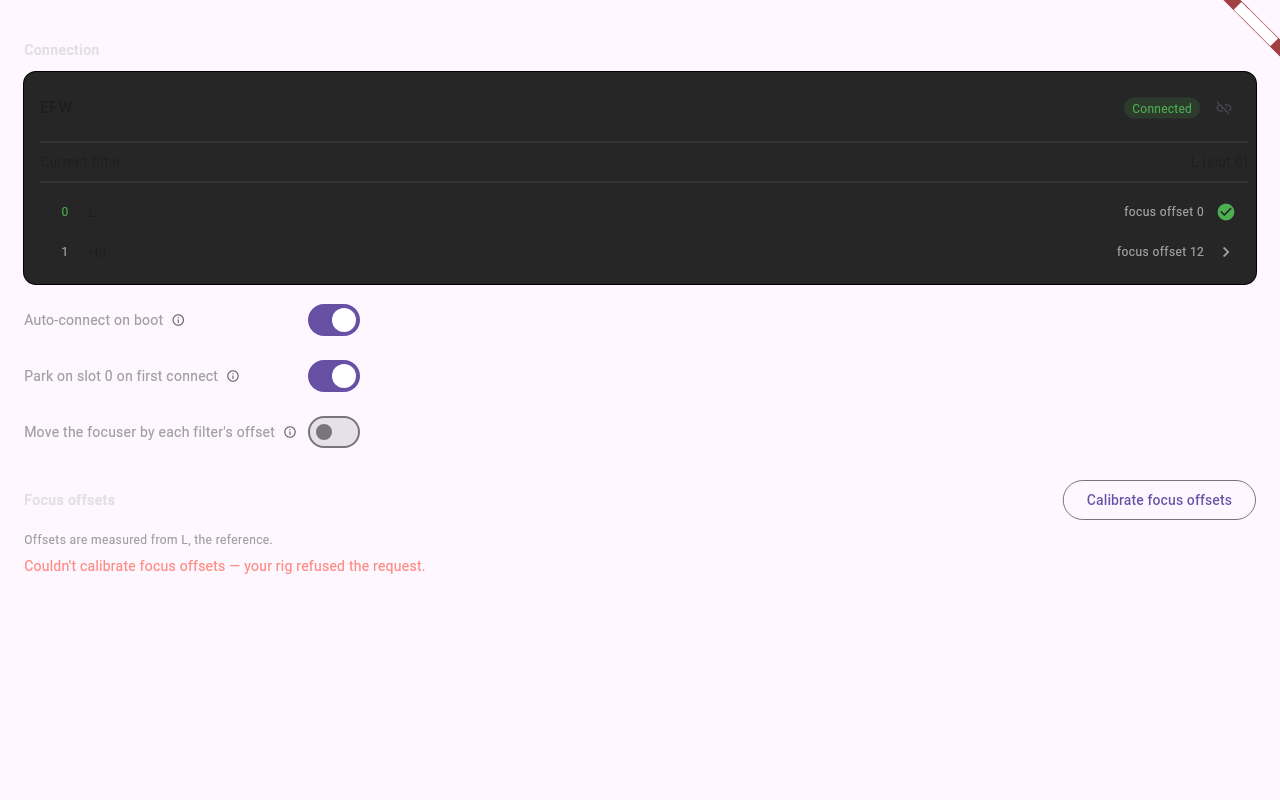 Connection
EFW
Connected
Current filter
L (slot 0)
0 L focus offset 0
1 Ha focus offset 12
Auto-connect on boot
Park on slot 0 on first connect
Move the focuser by each filter's offset
Focus offsets
Calibrate focus offsets
Offsets are measured from L, the reference.
Couldn't calibrate focus offsets — your rig refused the request.